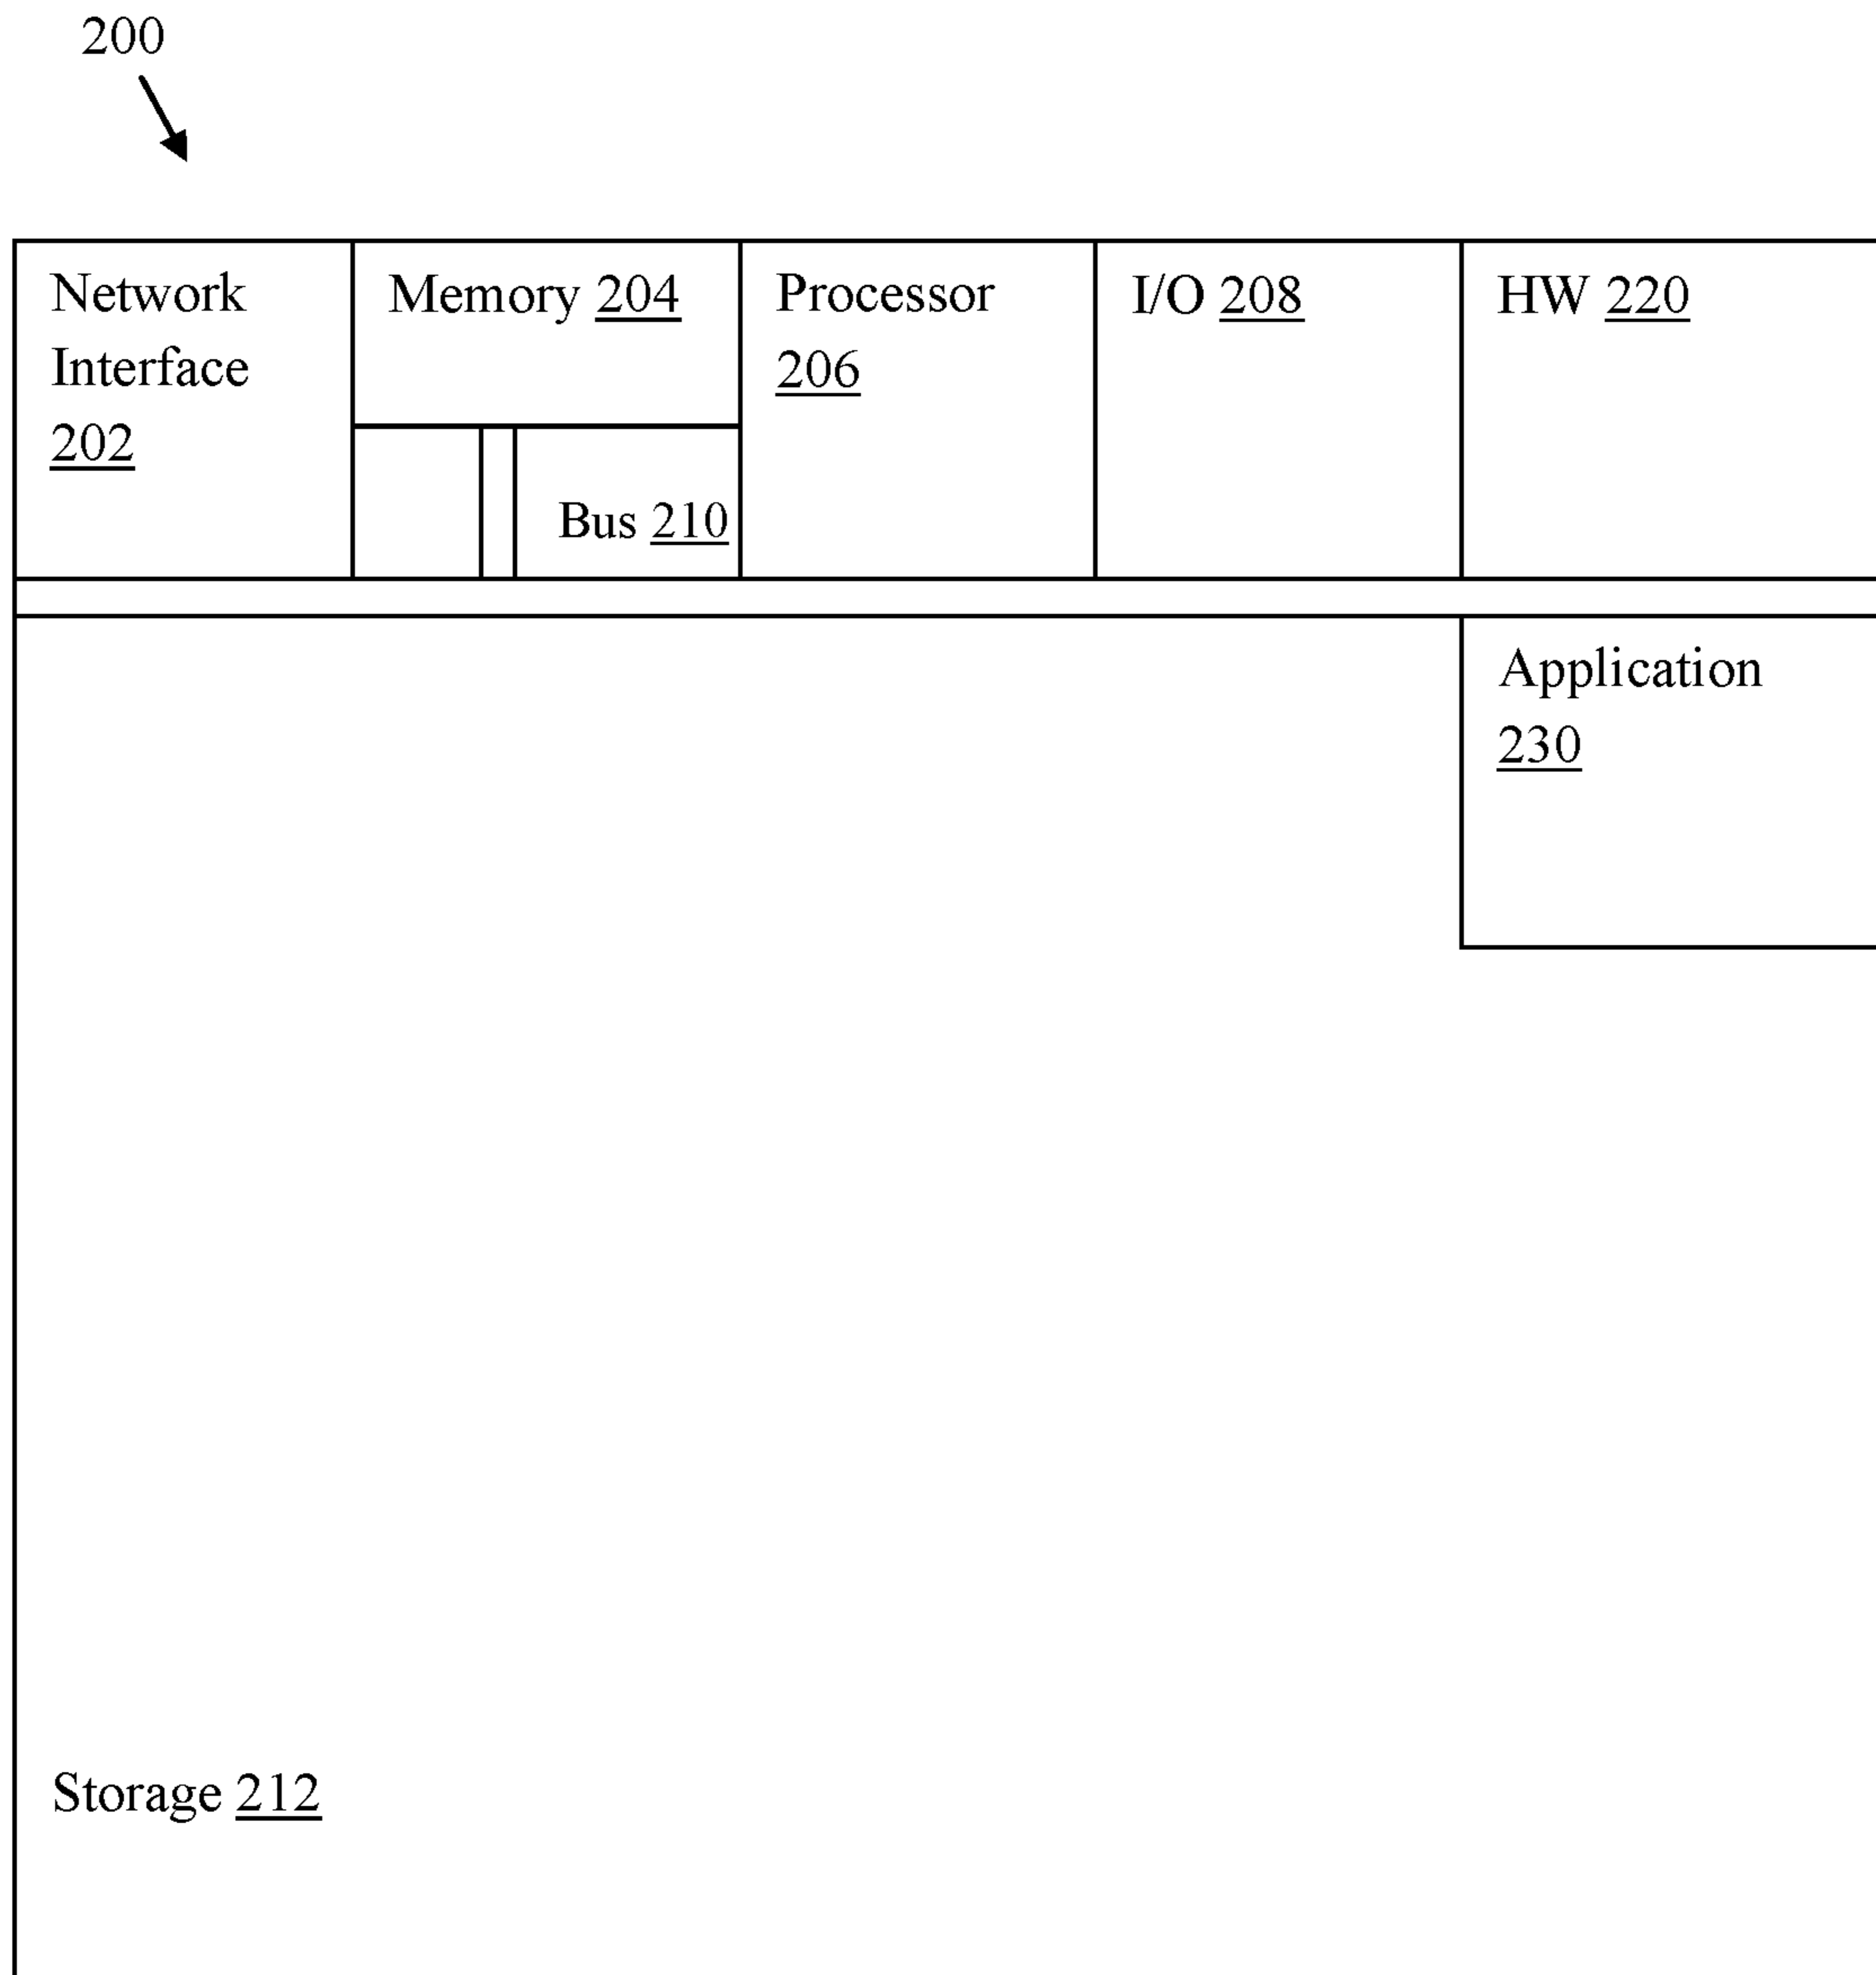 200
Network
Interface
202
Memory 204
Bus 210
Processor
206
I/O 208
HW 220
Application
230
Storage 212